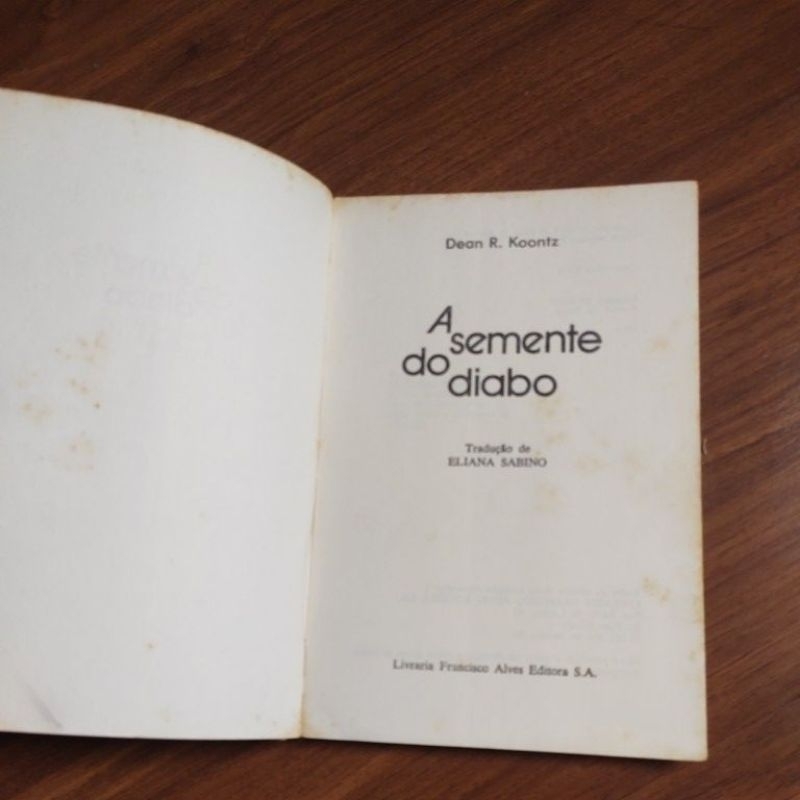 Dean R. Koontz
A
semente
do
diabo
Tradução de
ELIANA SABINO
Livraria Francisco Alves Editora S.A.